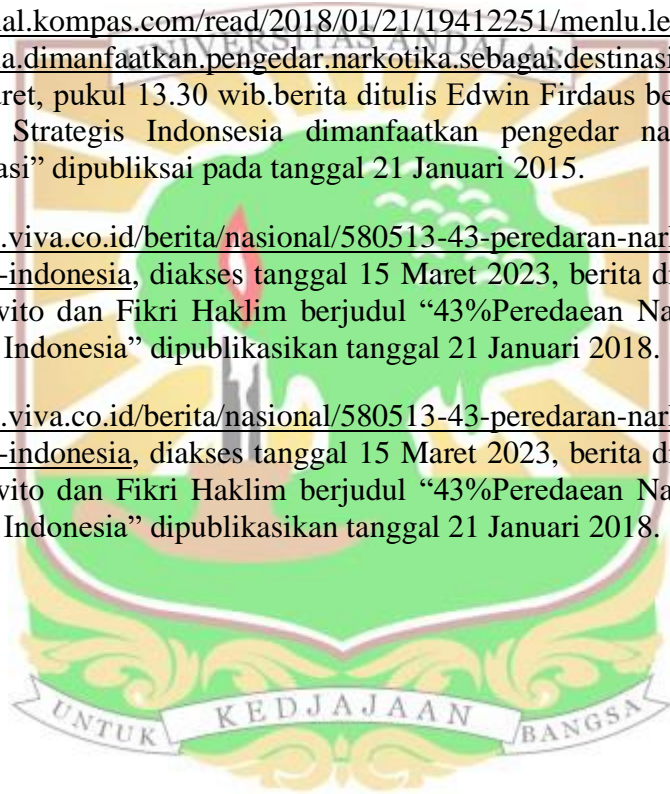 nal.kompas.com/read/2018/01/21/19412251/menlu.le
UNIVERSITAS ANDALAS
a.dimanfaatkan.pengedar.narkotika.sebagai.destinasi
aret, pukul 13.30 wib.berita ditulis Edwin Firdaus be
Strategis Indonsesia dimanfaatkan pengedar na
asi” dipubliksai pada tanggal 21 Januari 2015.
.viva.co.id/berita/nasional/580513-43-peredaran-nar
-indonesia, diakses tanggal 15 Maret 2023, berita di
wito dan Fikri Haklim berjudul “43%Peredaean Na
Indonesia” dipublikasikan tanggal 21 Januari 2018.
.viva.co.id/berita/nasional/580513-43-peredaran-nar
-indonesia, diakses tanggal 15 Maret 2023, berita di
wito dan Fikri Haklim berjudul “43%Peredaean Na
Indonesia” dipublikasikan tanggal 21 Januari 2018.
UNTUK KEDJAJAAN BANGSA